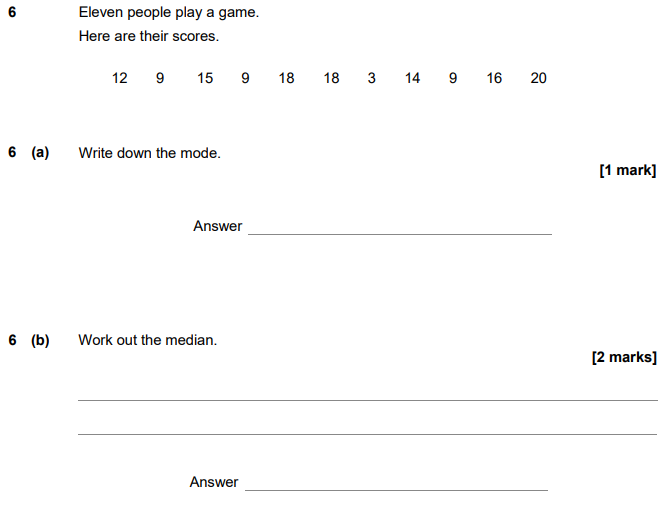 6 Eleven people play a game.
Here are their scores.
12 9 15 9 18 18 3 14 9 16 20
6 (a) Write down the mode.
[1 mark]
Answer
6 (b) Work out the median.
[2 marks]
Answer